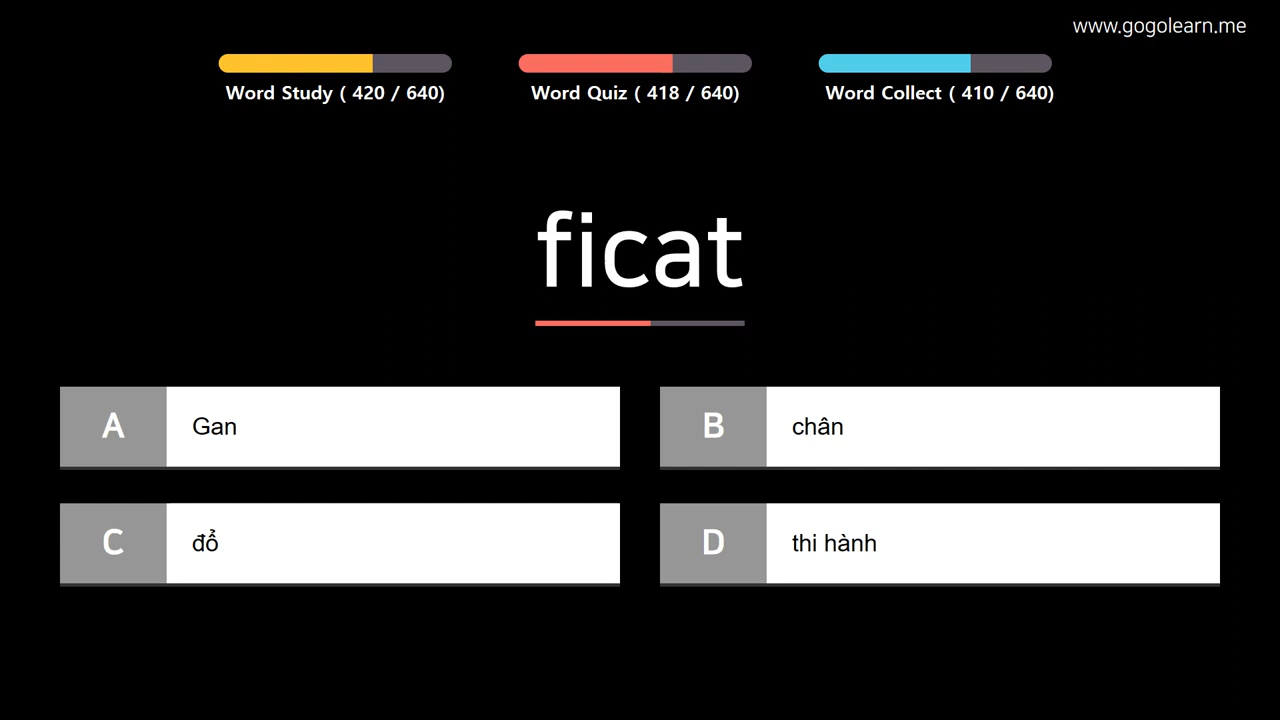 www.gogolearn.me
Word Study ( 420 / 640)
Word Quiz ( 418 / 640)
Word Collect ( 410 / 640)
ficat
A Gan
B chân
C đổ
D thi hành